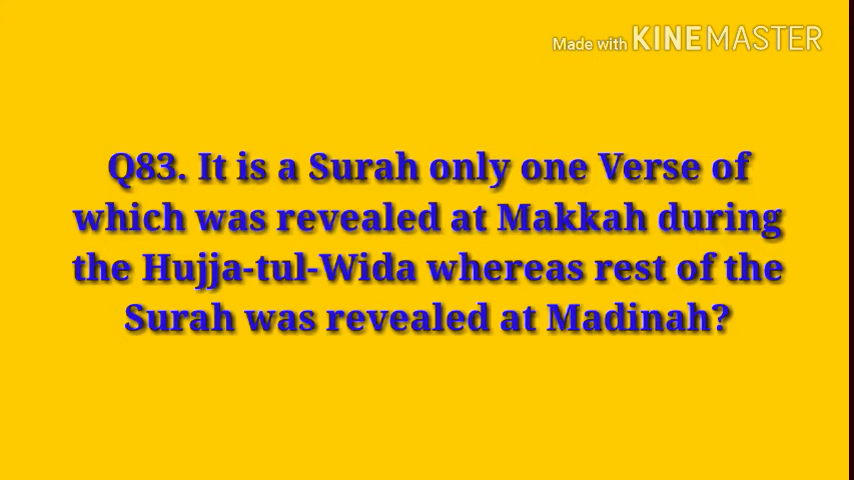 Made with KINEMASTER
Q83. It is a Surah only one Verse of
which was revealed at Makkah during
the Hujja-tul-Wida whereas rest of the
Surah was revealed at Madinah?